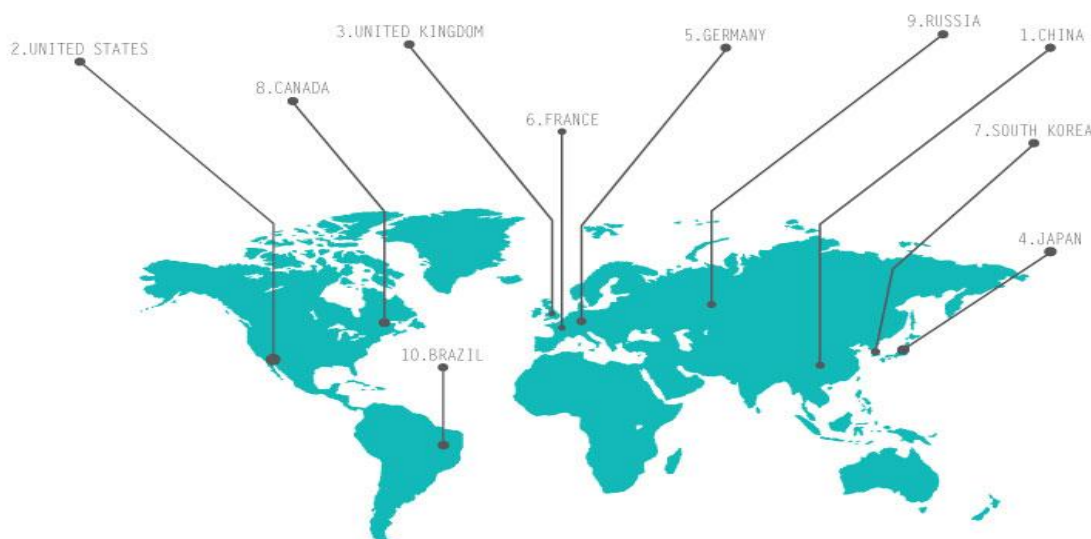 9.RUSSIA
3.UNITED KINGDOM
5.GERMANY
1.CHINA
2.UNITED STATES
8.CANADA
6.FRANCE
7.SOUTH KOREA
4.JAPAN
10.BRAZIL